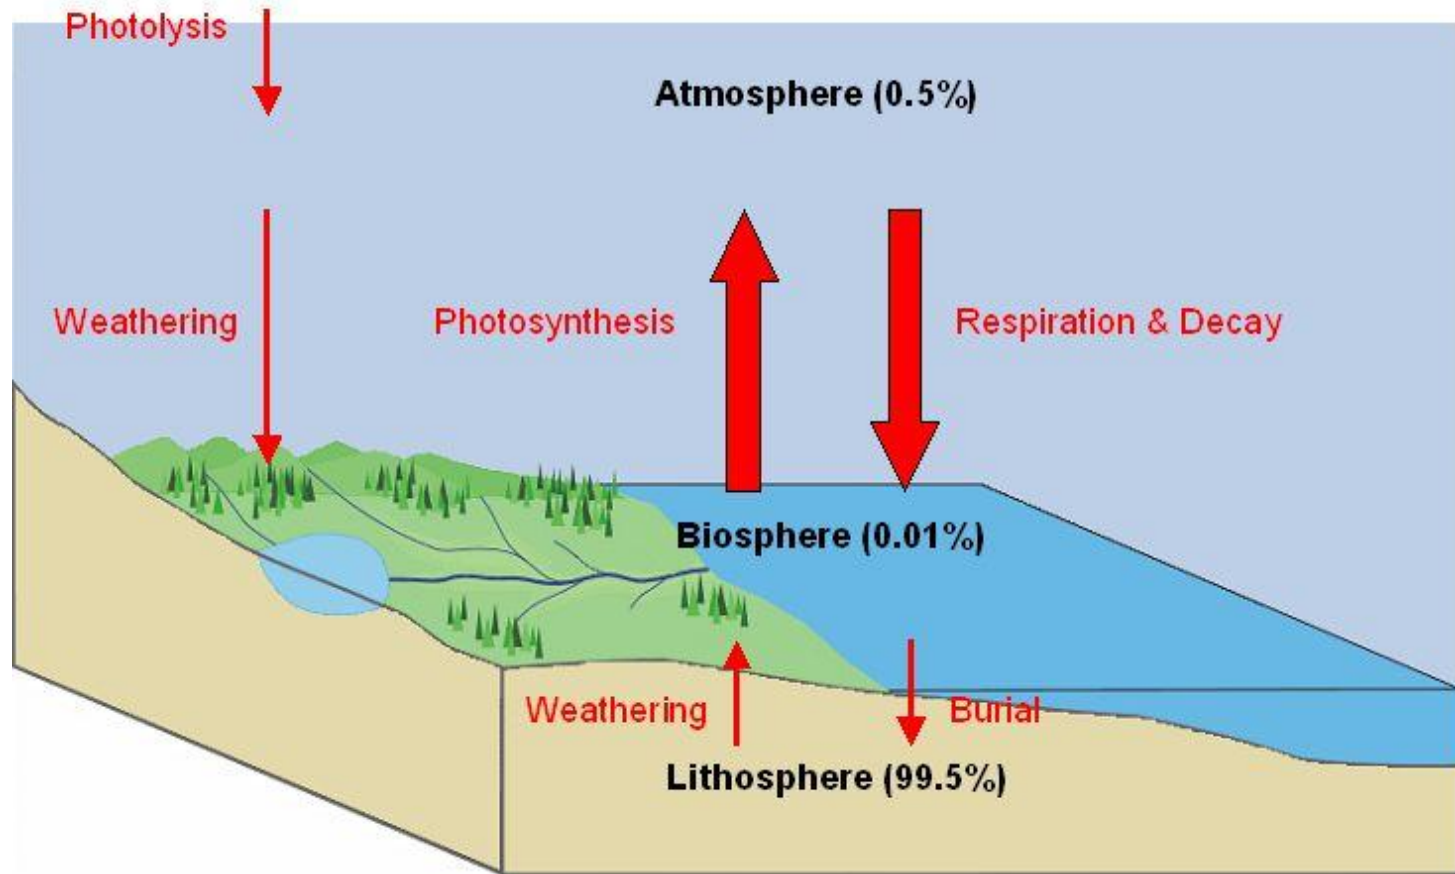 Photolysis
Atmosphere (0.5%)
Weathering
Photosynthesis
Respiration & Decay
Biosphere (0.01%)
Weathering
Burial
Lithosphere (99.5%)